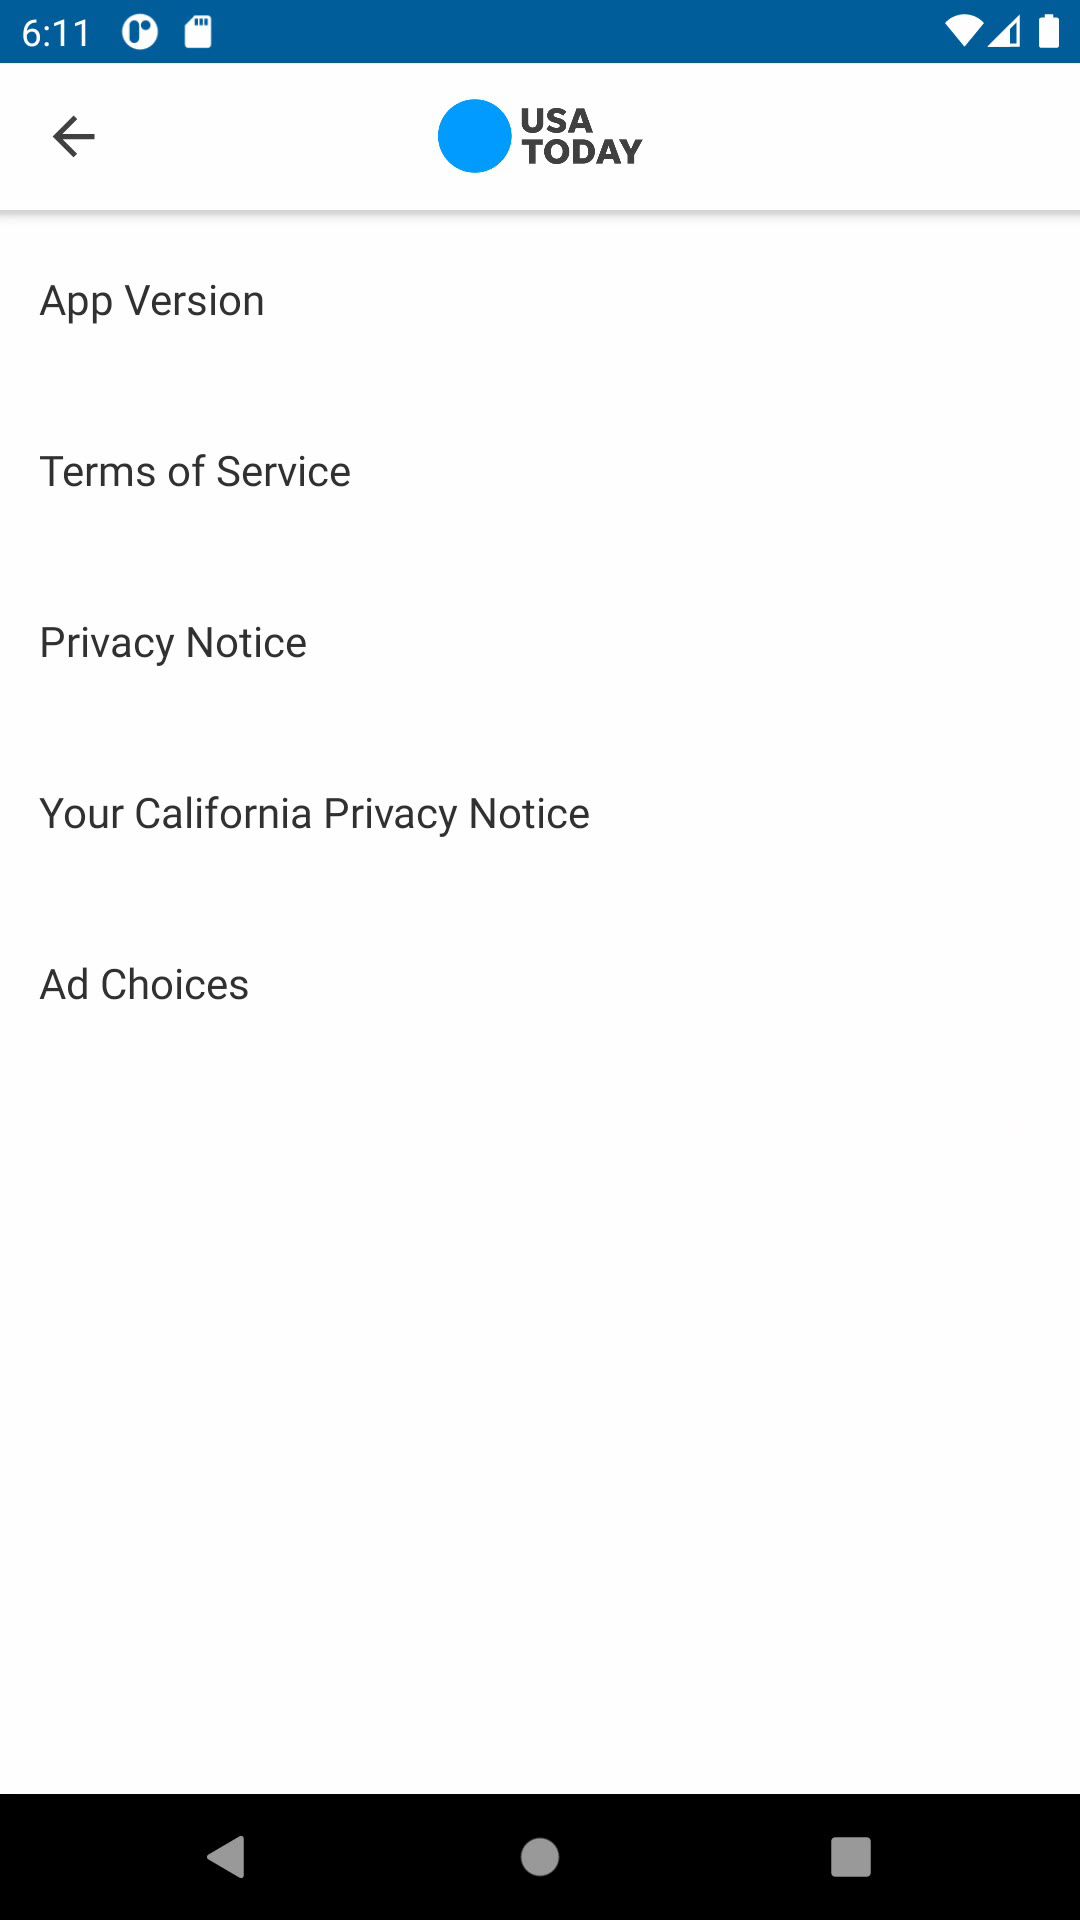 6:11
USA
TODAY
App Version
Terms of Service
Privacy Notice
Your California Privacy Notice
Ad Choices